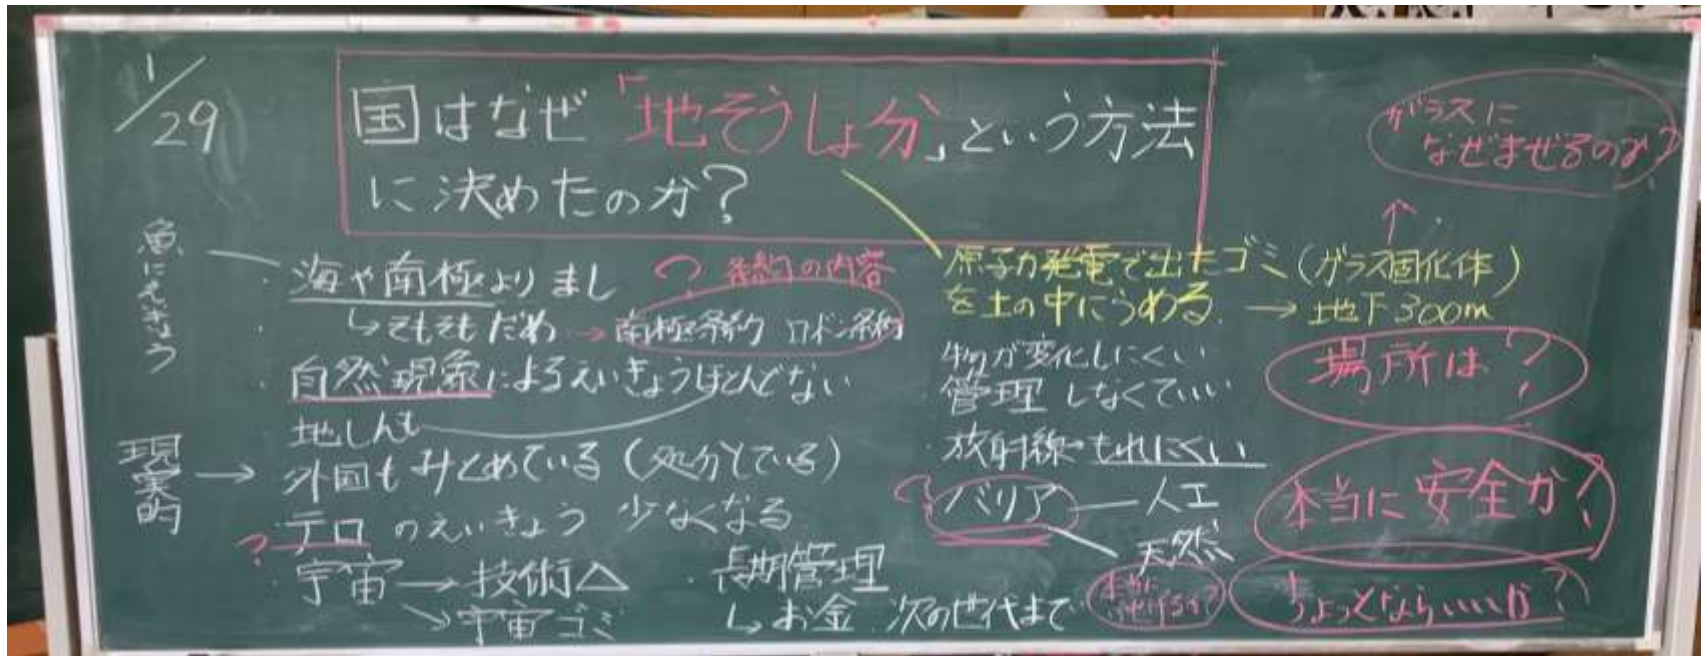 1/29
国はなぜ「地そうしょ分」という方法
に決めたのか?
ガラスに
なぜまぜるのか?
魚にえいきょう
・海や南極よりまし
↳そもそもだめ → 南極条約 ロンドン条約
? 条約の内容
・自然現象によるえいきょうほとんどない
地しんも
現実的 → 外国もみとめている(処分している)
? テロのえいきょう 少なくなる
宇宙 → 技術△
→ 宇宙ゴミ
・長期管理
↳ お金 次の世代まで
原子力発電で出たゴミ(ガラス固化体)
を土の中にうめる → 地下300m
物が変化しにくい
管理しなくていい
・放射線もれにくい
? バリア — 人工
天然
場所は?
本当に安全か?
ちょっとならいいか?